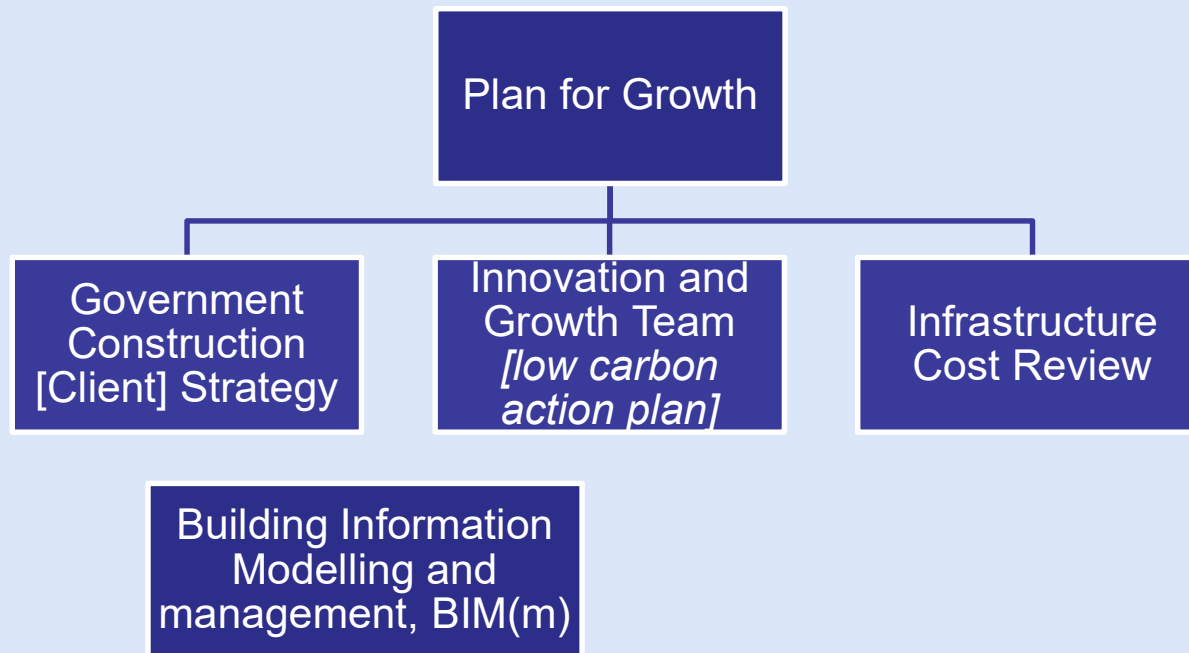 Plan for Growth
Government
Construction
[Client] Strategy
Innovation and
Growth Team
[low carbon
action plan]
Infrastructure
Cost Review
Building Information
Modelling and
management, BIM(m)